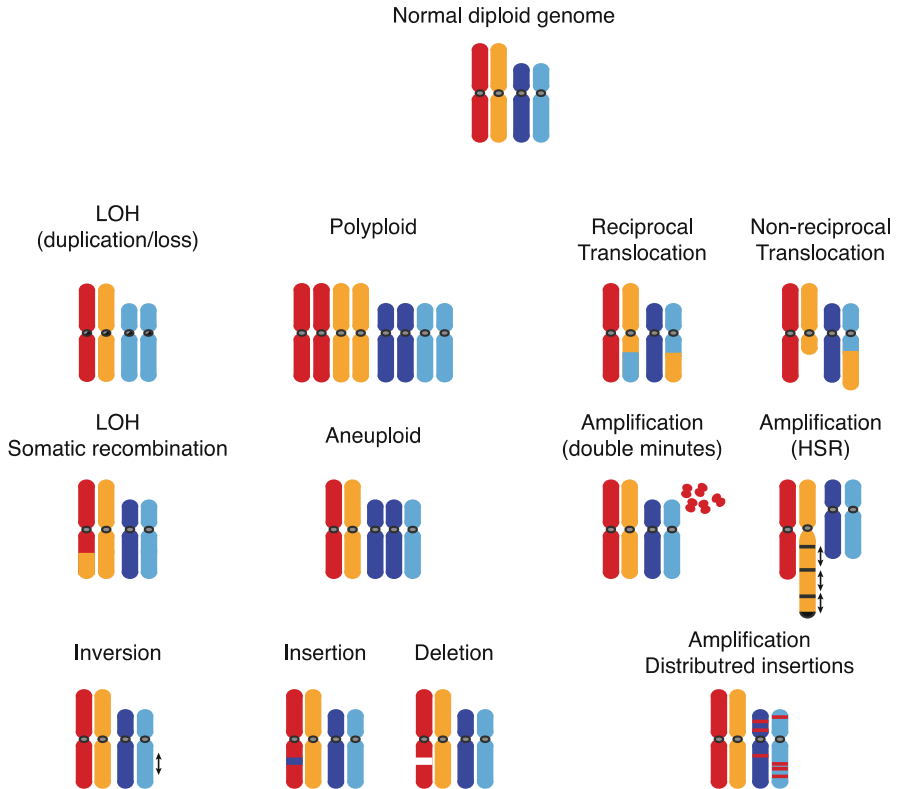 Normal diploid genome
LOH
(duplication/loss)
Polyploid
Reciprocal
Translocation
Non-reciprocal
Translocation
LOH
Somatic recombination
Aneuploid
Amplification
(double minutes)
Amplification
(HSR)
Inversion
Insertion
Deletion
Amplification
Distributred insertions